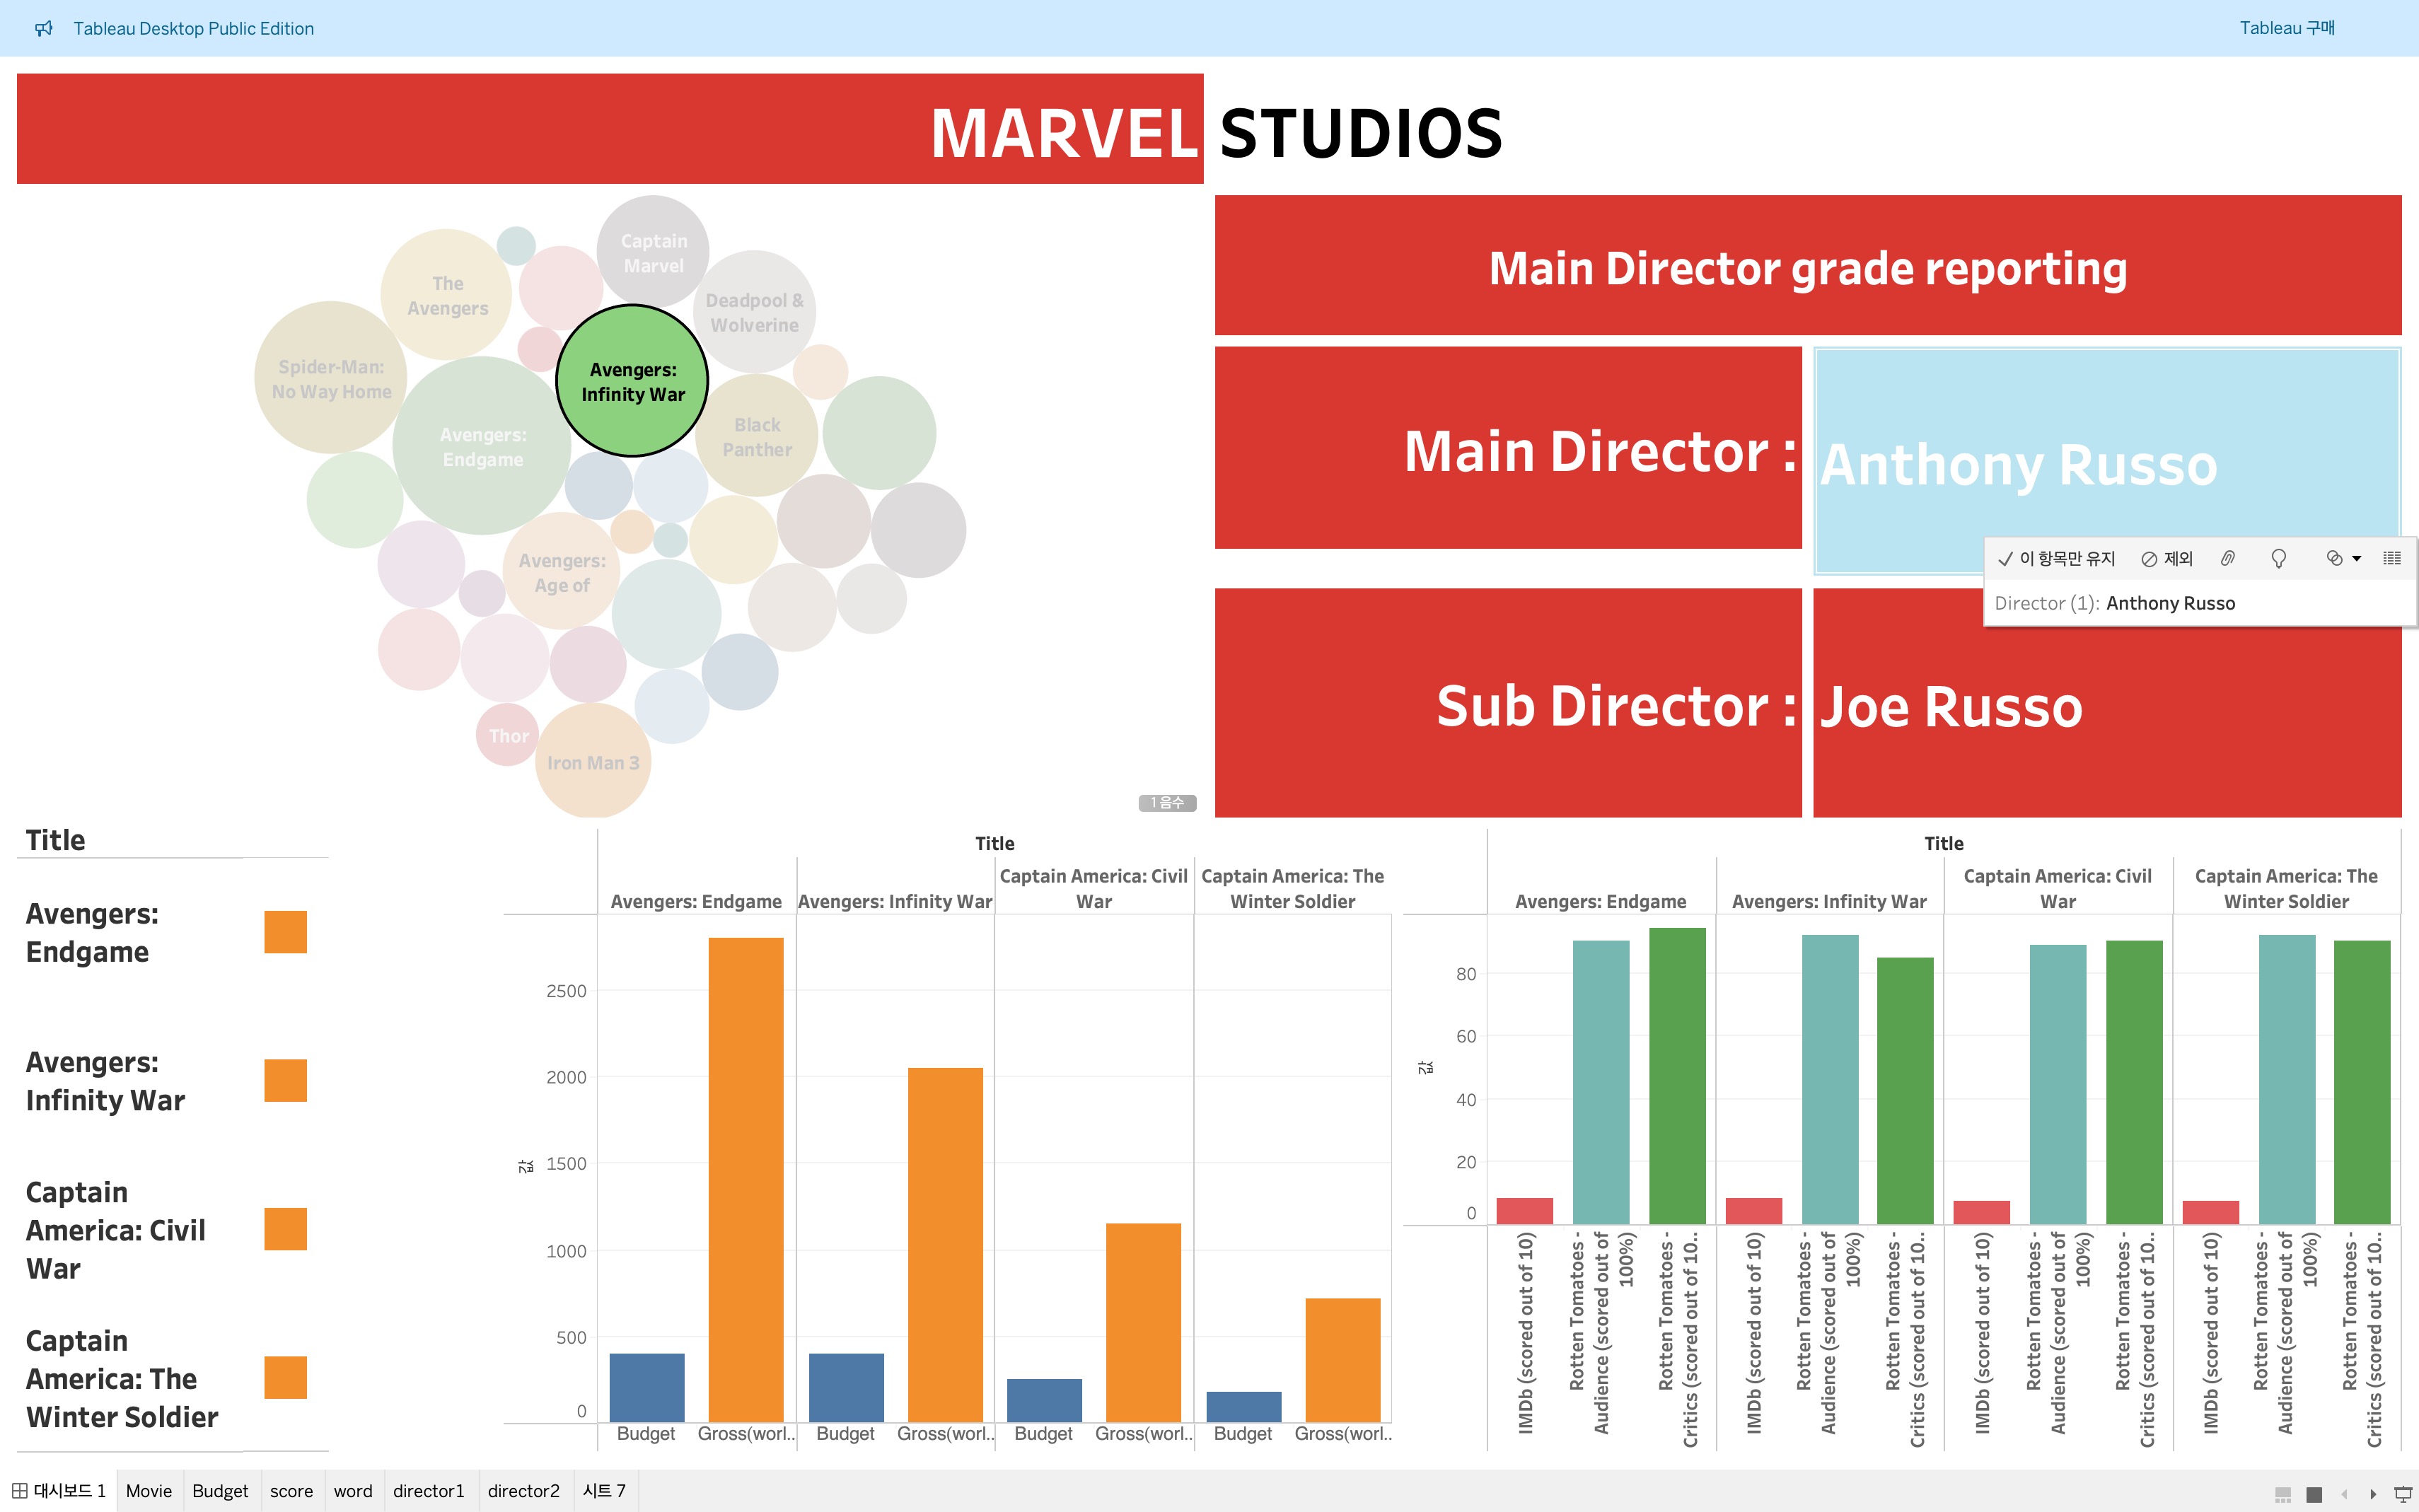 Tableau Desktop Public Edition
Tableau 구매
MARVEL STUDIOS
Captain
Marvel
The
Avengers
Deadpool &
Wolverine
Spider-Man:
No Way Home
Avengers:
Infinity War
Avengers:
Endgame
Black
Panther
Avengers:
Age of
Thor
Iron Man 3
1 음수
Main Director grade reporting
Main Director :
Anthony Russo
이 항목만 유지
제외
Director (1): Anthony Russo
Sub Director :
Joe Russo
Title
Avengers:
Endgame
Avengers:
Infinity War
Captain
America: Civil
War
Captain
America: The
Winter Soldier
Title
Avengers: Endgame
Avengers: Infinity War
Captain America: Civil
War
Captain America: The
Winter Soldier
값
2500
2000
1500
1000
500
0
Budget
Gross(worl..
Budget
Gross(worl..
Budget
Gross(worl..
Budget
Gross(worl..
Title
Avengers: Endgame
Avengers: Infinity War
Captain America: Civil
War
Captain America: The
Winter Soldier
값
80
60
40
20
0
IMDb (scored out of 10)
Rotten Tomatoes -
Audience (scored out of
100%)
Rotten Tomatoes -
Critics (scored out of 10..
IMDb (scored out of 10)
Rotten Tomatoes -
Audience (scored out of
100%)
Rotten Tomatoes -
Critics (scored out of 10..
IMDb (scored out of 10)
Rotten Tomatoes -
Audience (scored out of
100%)
Rotten Tomatoes -
Critics (scored out of 10..
IMDb (scored out of 10)
Rotten Tomatoes -
Audience (scored out of
100%)
Rotten Tomatoes -
Critics (scored out of 10..
대시보드 1
Movie
Budget
score
word
director1
director2
시트 7